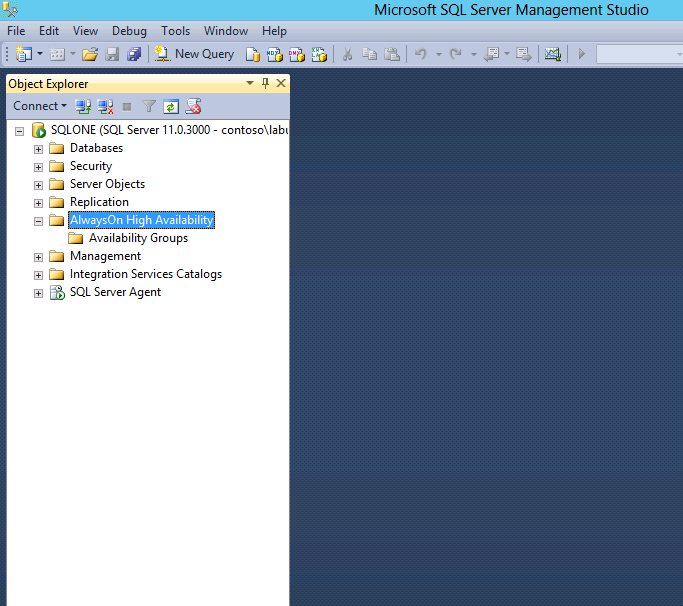 Microsoft SQL Server Management Studio
File Edit View Debug Tools Window Help
New Query
Object Explorer
Connect
SQLONE (SQL Server 11.0.3000 - contoso\labu
Databases
Security
Server Objects
Replication
AlwaysOn High Availability
Availability Groups
Management
Integration Services Catalogs
SQL Server Agent